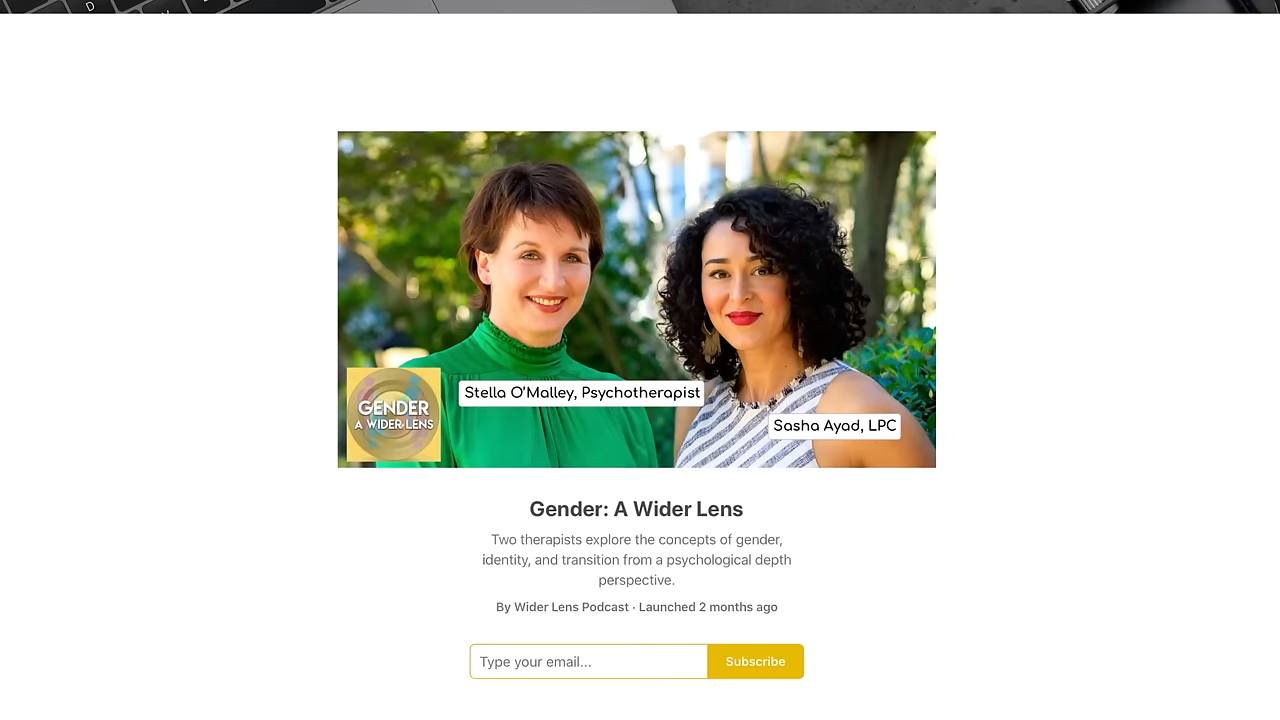 D
Stella O'Malley, Psychotherapist
GENDER
A WIDER LENS
Sasha Ayad, LPC
Gender: A Wider Lens
Two therapists explore the concepts of gender,
identity, and transition from a psychological depth
perspective.
By Wider Lens Podcast · Launched 2 months ago
Type your email...
Subscribe